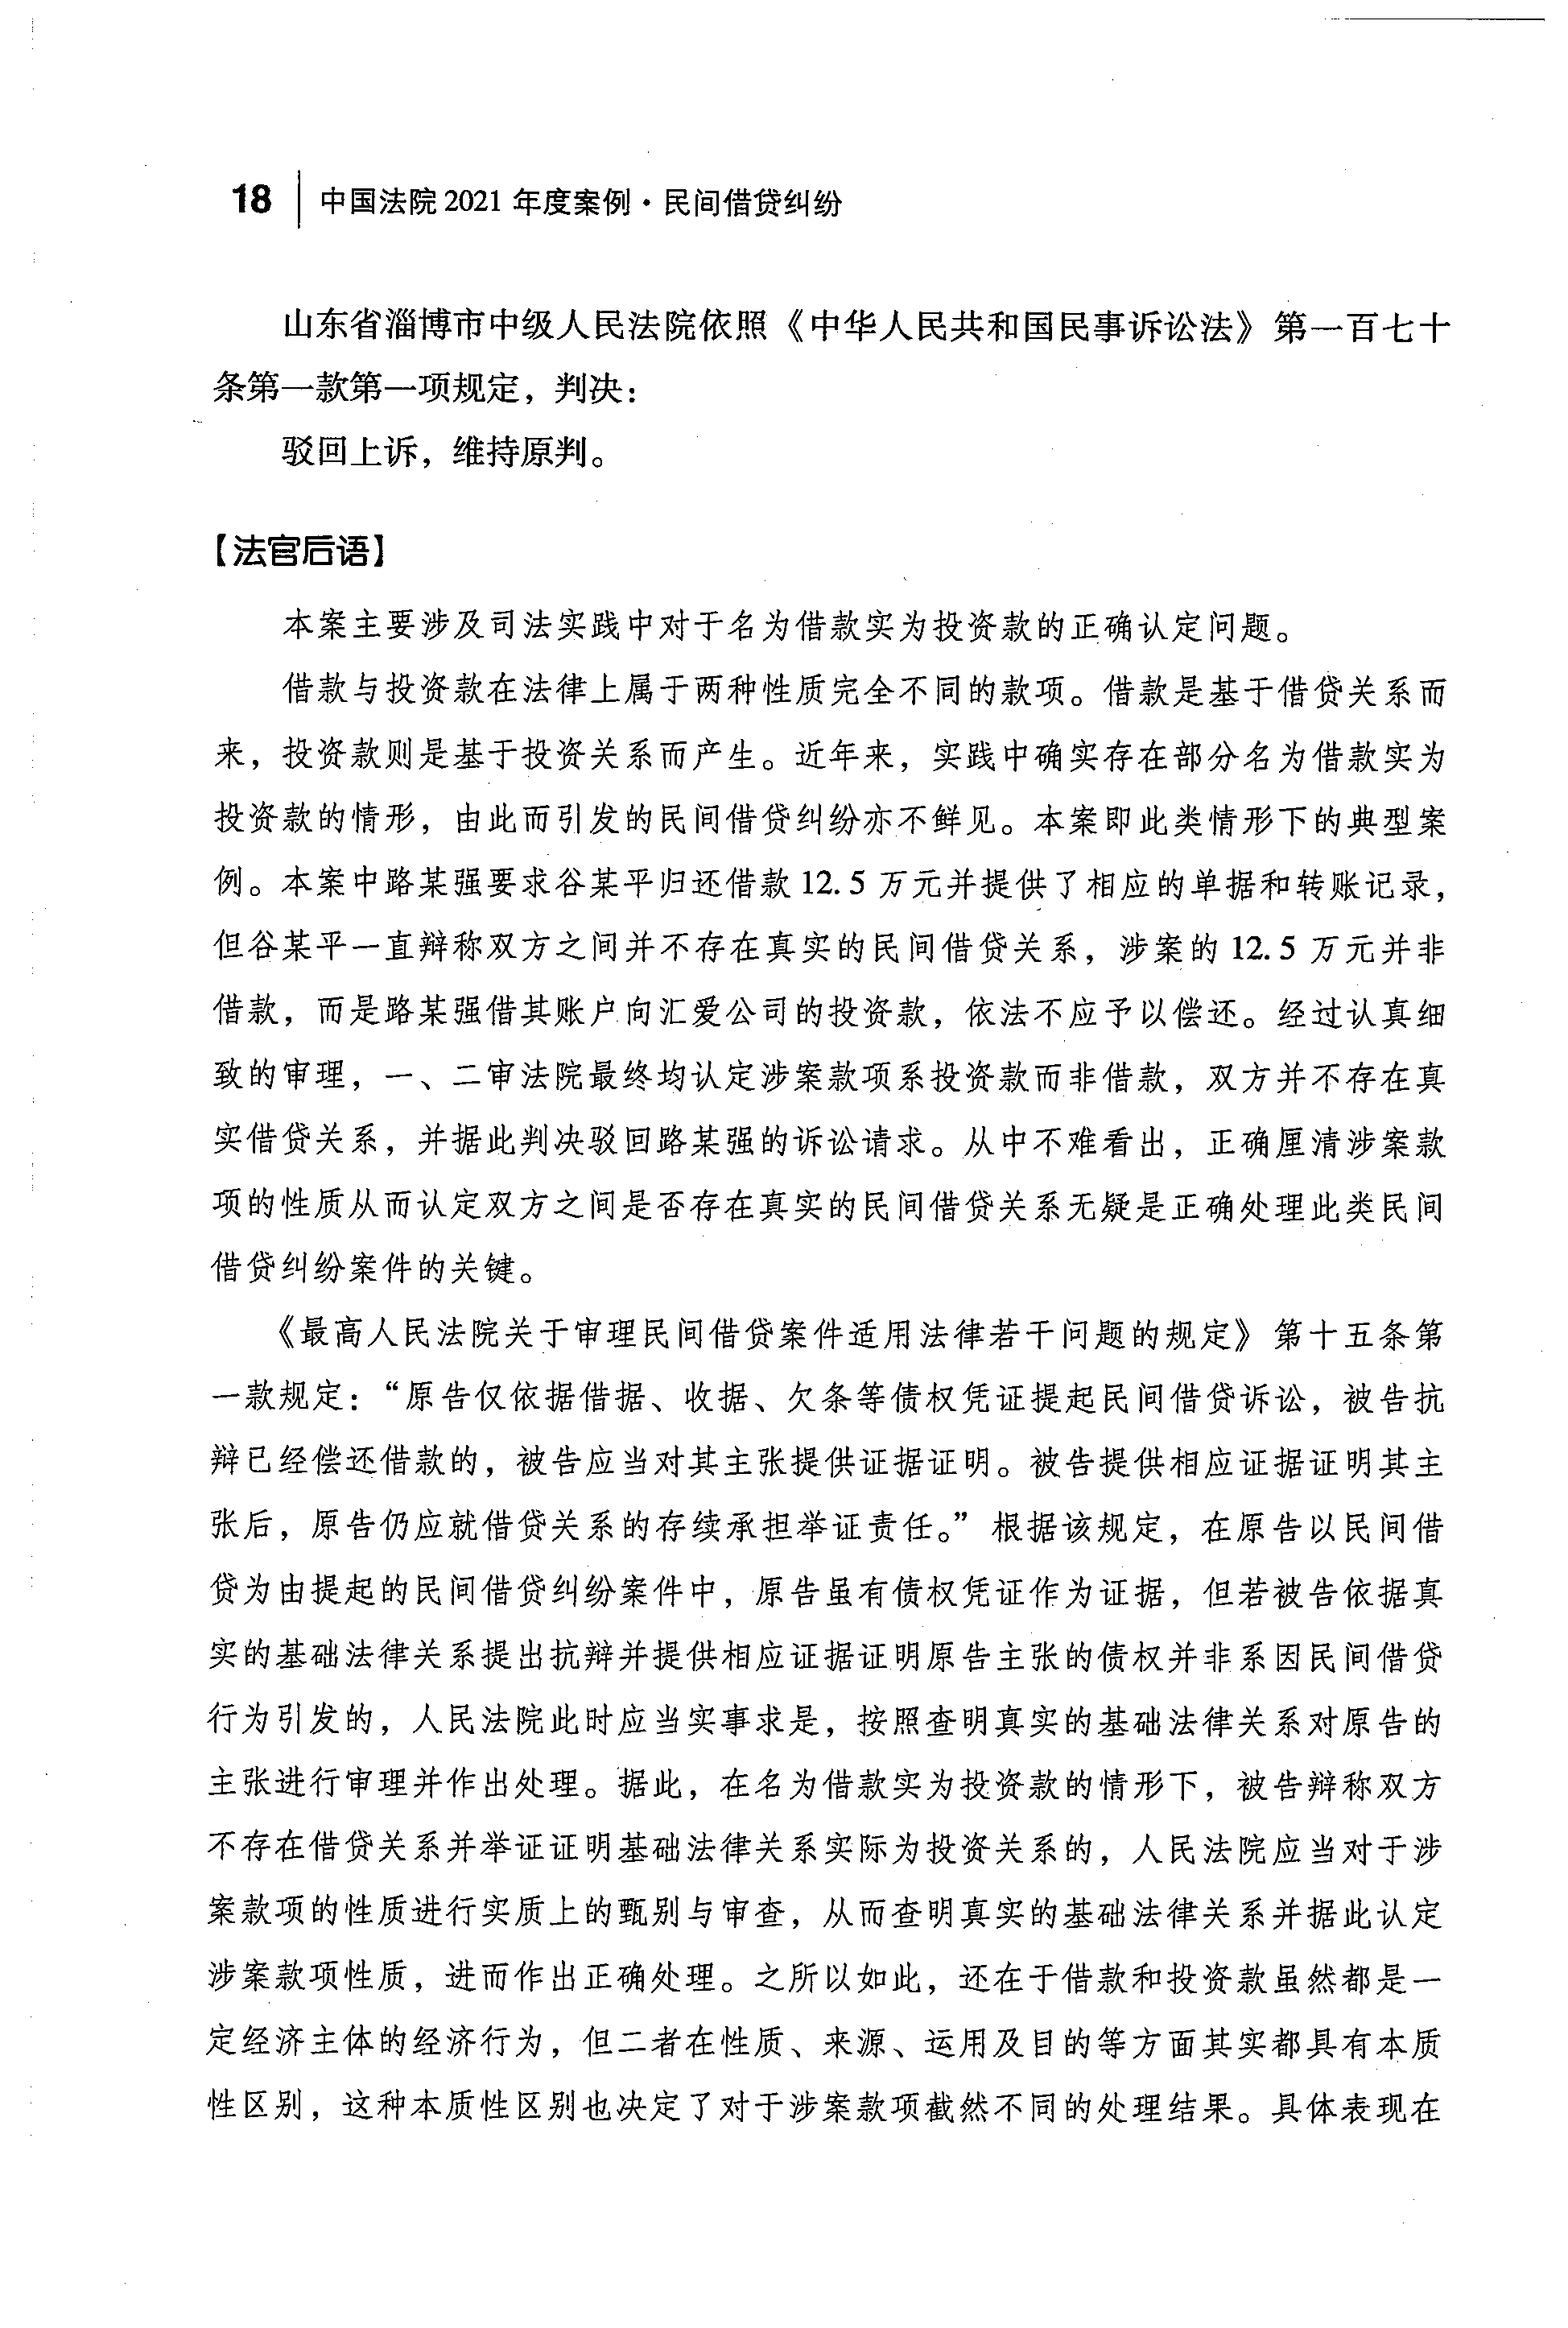 18 中国法院 2021 年度案例·民间借贷纠纷
山东省淄博市中级人民法院依照《中华人民共和国民事诉讼法》第一百七十
条第一款第一项规定，判决：
驳回上诉，维持原判。
【法官后语】
本案主要涉及司法实践中对于名为借款实为投资款的正确认定问题。
借款与投资款在法律上属于两种性质完全不同的款项。借款是基于借贷关系而
来，投资款则是基于投资关系而产生。近年来，实践中确实存在部分名为借款实为
投资款的情形，由此而引发的民间借贷纠纷亦不鲜见。本案即此类情形下的典型案
例。本案中路某强要求谷某平归还借款 12.5 万元并提供了相应的单据和转账记录，
但谷某平一直辩称双方之间并不存在真实的民间借贷关系，涉案的 12.5 万元并非
借款，而是路某强借其账户向汇爱公司的投资款，依法不应予以偿还。经过认真细
致的审理，一、二审法院最终均认定涉案款项系投资款而非借款，双方并不存在真
实借贷关系，并据此判决驳回路某强的诉讼请求。从中不难看出，正确厘清涉案款
项的性质从而认定双方之间是否存在真实的民间借贷关系无疑是正确处理此类民间
借贷纠纷案件的关键。
《最高人民法院关于审理民间借贷案件适用法律若干问题的规定》第十五条第
一款规定：“原告仅依据借据、收据、欠条等债权凭证提起民间借贷诉讼，被告抗
辩已经偿还借款的，被告应当对其主张提供证据证明。被告提供相应证据证明其主
张后，原告仍应就借贷关系的存续承担举证责任。”根据该规定，在原告以民间借
贷为由提起的民间借贷纠纷案件中，原告虽有债权凭证作为证据，但若被告依据真
实的基础法律关系提出抗辩并提供相应证据证明原告主张的债权并非系因民间借贷
行为引发的，人民法院此时应当实事求是，按照查明真实的基础法律关系对原告的
主张进行审理并作出处理。据此，在名为借款实为投资款的情形下，被告辩称双方
不存在借贷关系并举证证明基础法律关系实际为投资关系的，人民法院应当对于涉
案款项的性质进行实质上的甄别与审查，从而查明真实的基础法律关系并据此认定
涉案款项性质，进而作出正确处理。之所以如此，还在于借款和投资款虽然都是一
定经济主体的经济行为，但二者在性质、来源、运用及目的等方面其实都具有本质
性区别，这种本质性区别也决定了对于涉案款项截然不同的处理结果。具体表现在